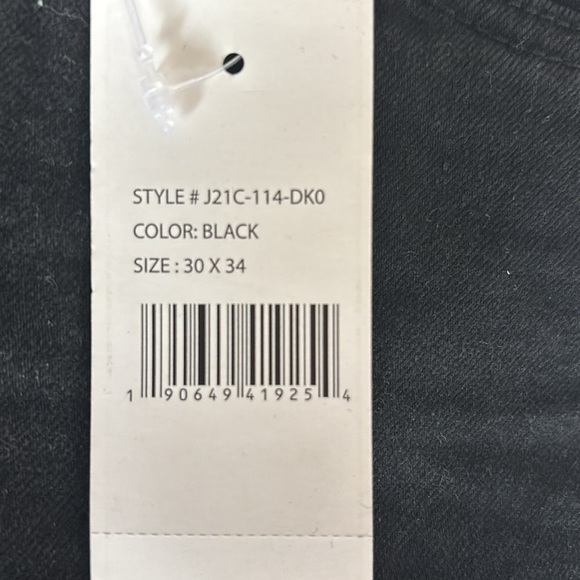 STYLE # J21C-114-DK0
COLOR: BLACK
SIZE : 30 X 34
1 90649 41925 4